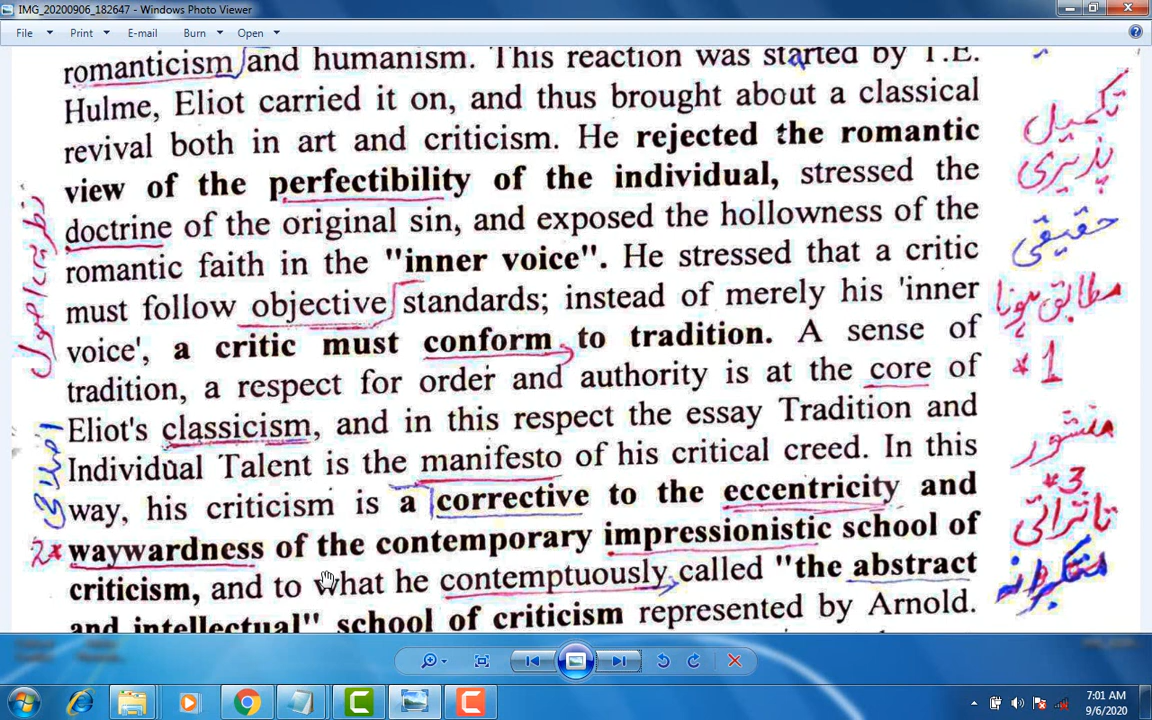 IMG_20200906_182647 - Windows Photo Viewer
File Print E-mail Burn Open
romanticism and humanism. This reaction was started by T.E.
Hulme, Eliot carried it on, and thus brought about a classical
revival both in art and criticism. He rejected the romantic
view of the perfectibility of the individual, stressed the
doctrine of the original sin, and exposed the hollowness of the
romantic faith in the "inner voice". He stressed that a critic
must follow objective standards; instead of merely his 'inner
voice', a critic must conform to tradition. A sense of
tradition, a respect for order and authority is at the core of
Eliot's classicism, and in this respect the essay Tradition and
Individual Talent is the manifesto of his critical creed. In this
way, his criticism is a corrective to the eccentricity and
waywardness of the contemporary impressionistic school of
criticism, and to what he contemptuously called "the abstract
and intellectual" school of criticism represented by Arnold.
تکمیل
پذیری
حقیقی
مطابق ہونا
*1
منشور
*3
تاثراتی
متکبرانہ
نظریہ، اصول
اصلاحی
2*
7:01 AM
9/6/2020